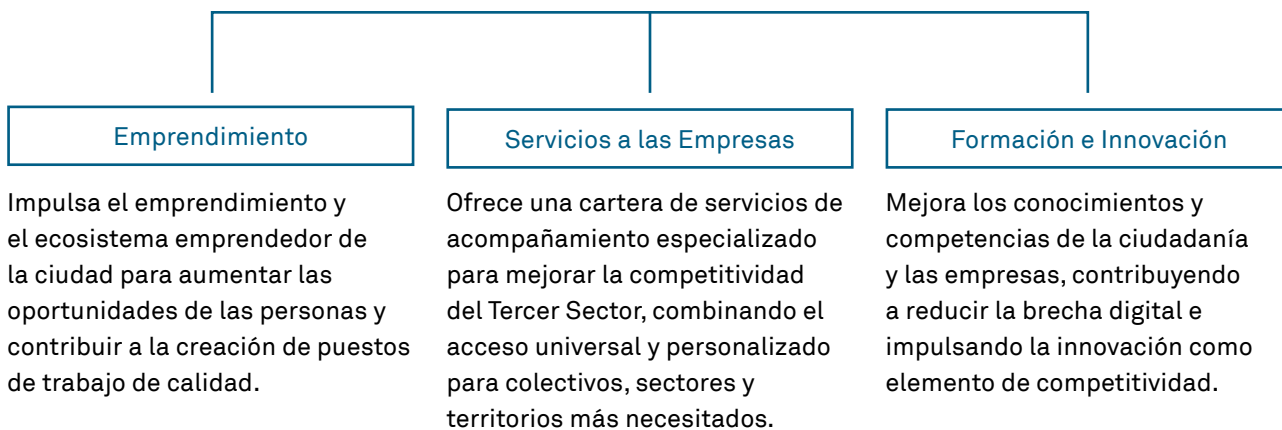 Emprendimiento
Impulsa el emprendimiento y
el ecosistema emprendedor de
la ciudad para aumentar las
oportunidades de las personas y
contribuir a la creación de puestos
de trabajo de calidad.
Servicios a las Empresas
Ofrece una cartera de servicios de
acompañamiento especializado
para mejorar la competitividad
del Tercer Sector, combinando el
acceso universal y personalizado
para colectivos, sectores y
territorios más necesitados.
Formación e Innovación
Mejora los conocimientos y
competencias de la ciudadanía
y las empresas, contribuyendo
a reducir la brecha digital e
impulsando la innovación como
elemento de competitividad.